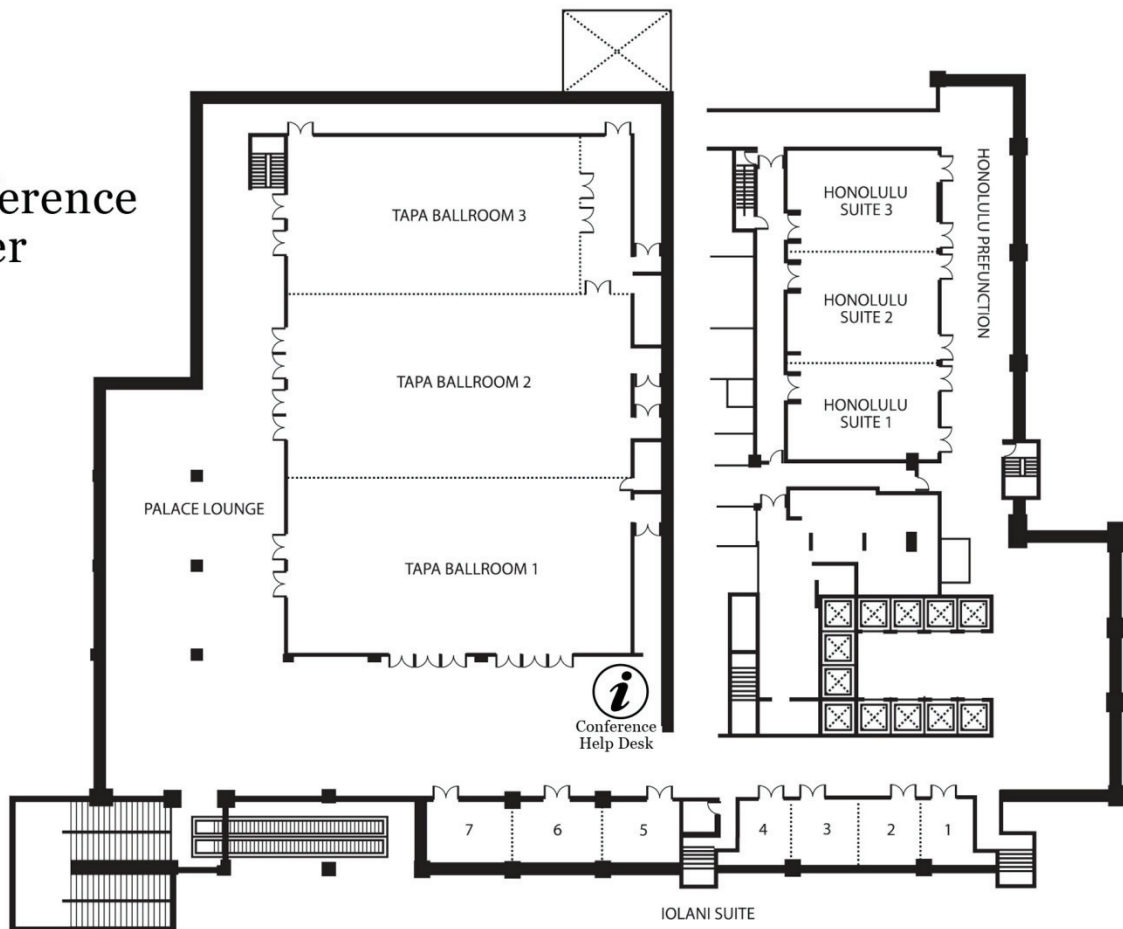 erence
er
TAPA BALLROOM 3
TAPA BALLROOM 2
TAPA BALLROOM 1
PALACE LOUNGE
HONOLULU
SUITE 3
HONOLULU
SUITE 2
HONOLULU
SUITE 1
HONOLULU PREFUNCTION
i
Conference
Help Desk
7
6
5
4
3
2
1
IOLANI SUITE